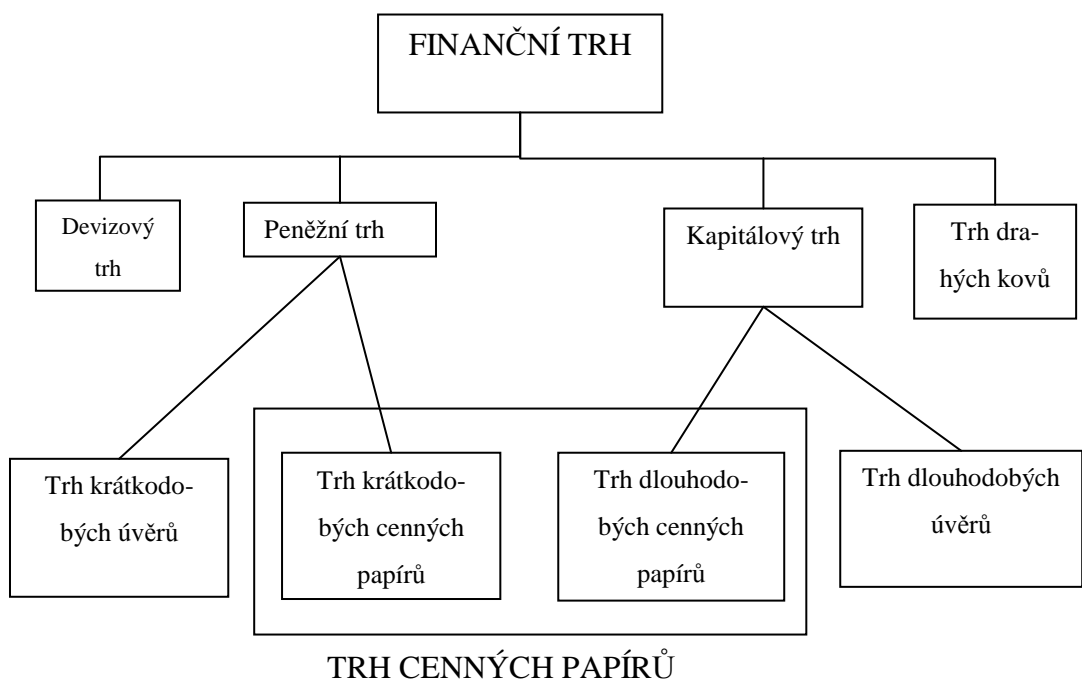 FINANČNÍ TRH
Devizový
trh
Peněžní trh
Kapitálový trh
Trh dra-
hých kovů
Trh krátkodo-
bých úvěrů
Trh krátkodo-
bých cenných
papírů
Trh dlouhodo-
bých cenných
papírů
Trh dlouhodobých
úvěrů
TRH CENNÝCH PAPÍRŮ